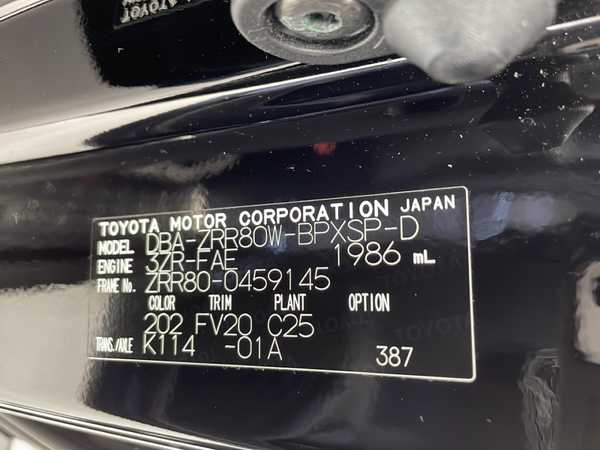 TOYOTA MOTOR CORPORATION JAPAN
MODEL DBA-ZRR80W-BPXSP-D
ENGINE 3ZR-FAE 1986 mL
FRAME No. ZRR80-0459145
COLOR TRIM PLANT OPTION
202 FV20 C25
TRANS./AXLE K114 -01A
387